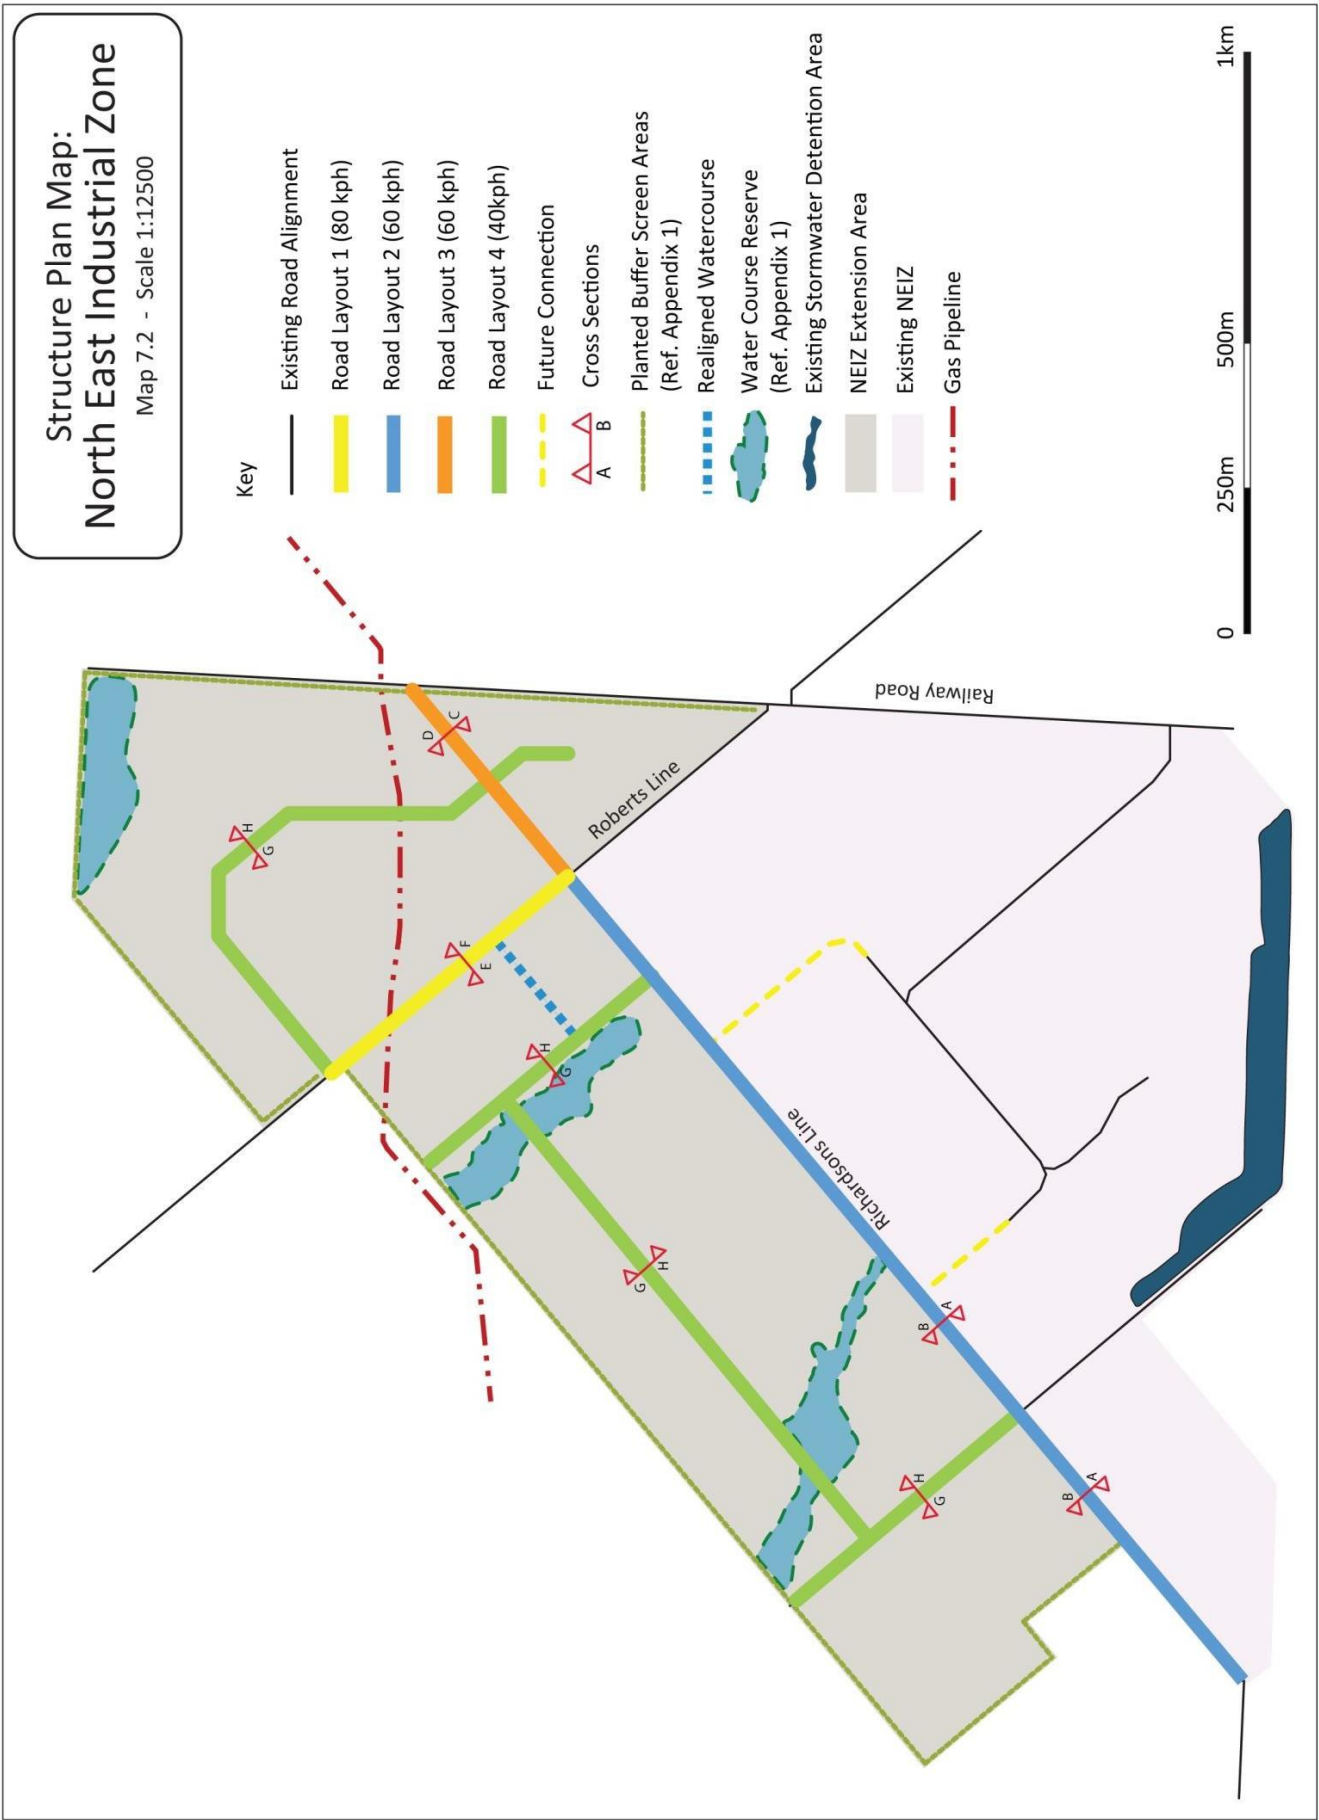 Structure Plan Map:
North East Industrial Zone
Map 7.2 - Scale 1:12500
Key
Existing Road Alignment
Road Layout 1 (80 kph)
Road Layout 2 (60 kph)
Road Layout 3 (60 kph)
Road Layout 4 (40kph)
Future Connection
A B Cross Sections
Planted Buffer Screen Areas
(Ref. Appendix 1)
Realigned Watercourse
Water Course Reserve
(Ref. Appendix 1)
Existing Stormwater Detention Area
NEIZ Extension Area
Existing NEIZ
Gas Pipeline
0 250m 500m 1km
Railway Road
Roberts Line
Richardsons Line
D
C
H
G
F
E
H
G
G
H
B
A
H
G
B
A